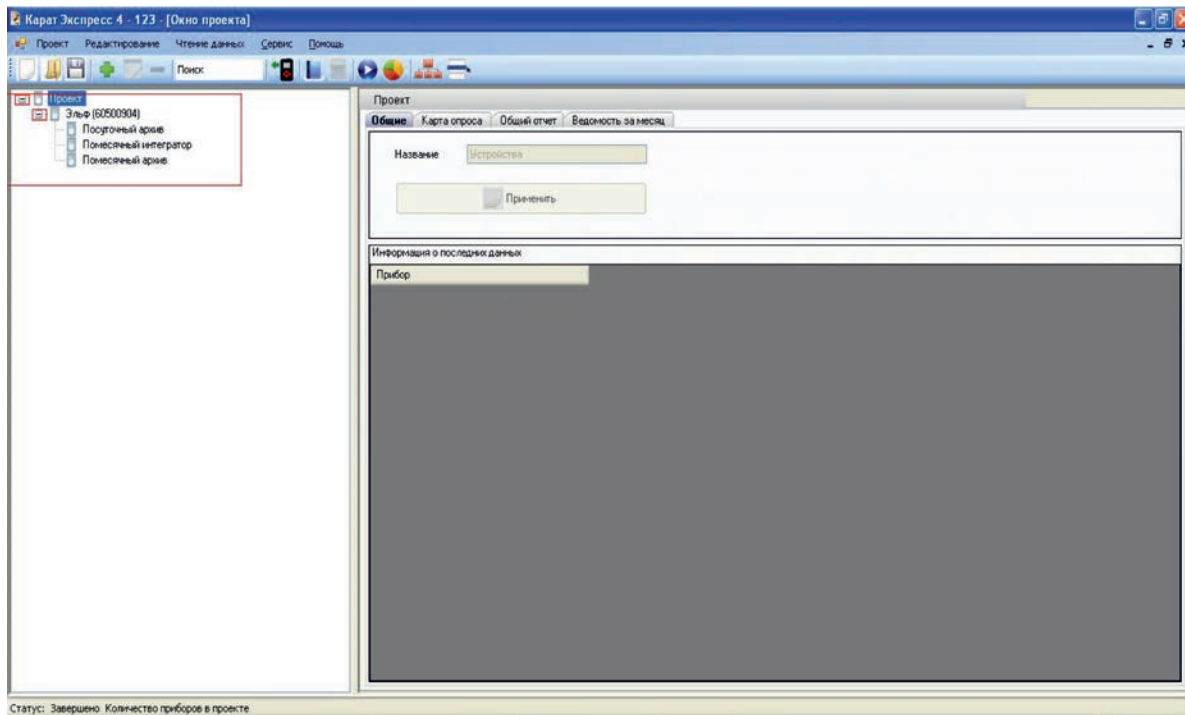 Карат Экспресс 4 - 123 - [Окно проекта]
Проект Редактирование Чтение данных Сервис Помощь
Поиск
Проект
Эльф (60500904)
Посуточный архив
Помесячный интегратор
Помесячный архив
Проект
Общие Карта опроса Общий отчет Ведомость за месяц
Название Устройства
Применить
Информация о последних данных
Прибор
Статус: Завершено Количество приборов в проекте